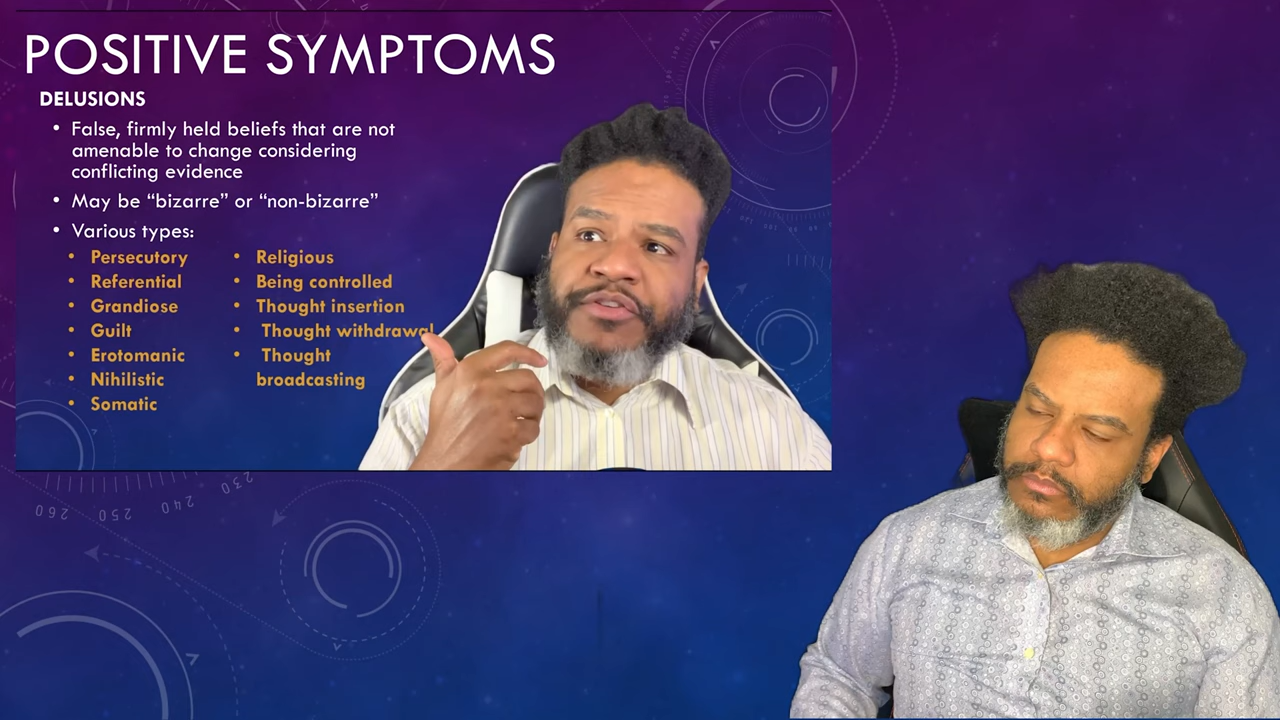 POSITIVE SYMPTOMS
DELUSIONS
• False, firmly held beliefs that are not
amenable to change considering
conflicting evidence
• May be “bizarre” or “non-bizarre”
• Various types:
• Persecutory
• Referential
• Grandiose
• Guilt
• Erotomanic
• Nihilistic
• Somatic
• Religious
• Being controlled
• Thought insertion
• Thought withdrawal
• Thought
broadcasting
260 250 240 230